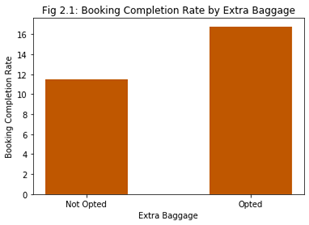 Fig 2.1: Booking Completion Rate by Extra Baggage
16
14
12
10
8
6
4
2
0
Booking Completion Rate
Not Opted Opted
Extra Baggage